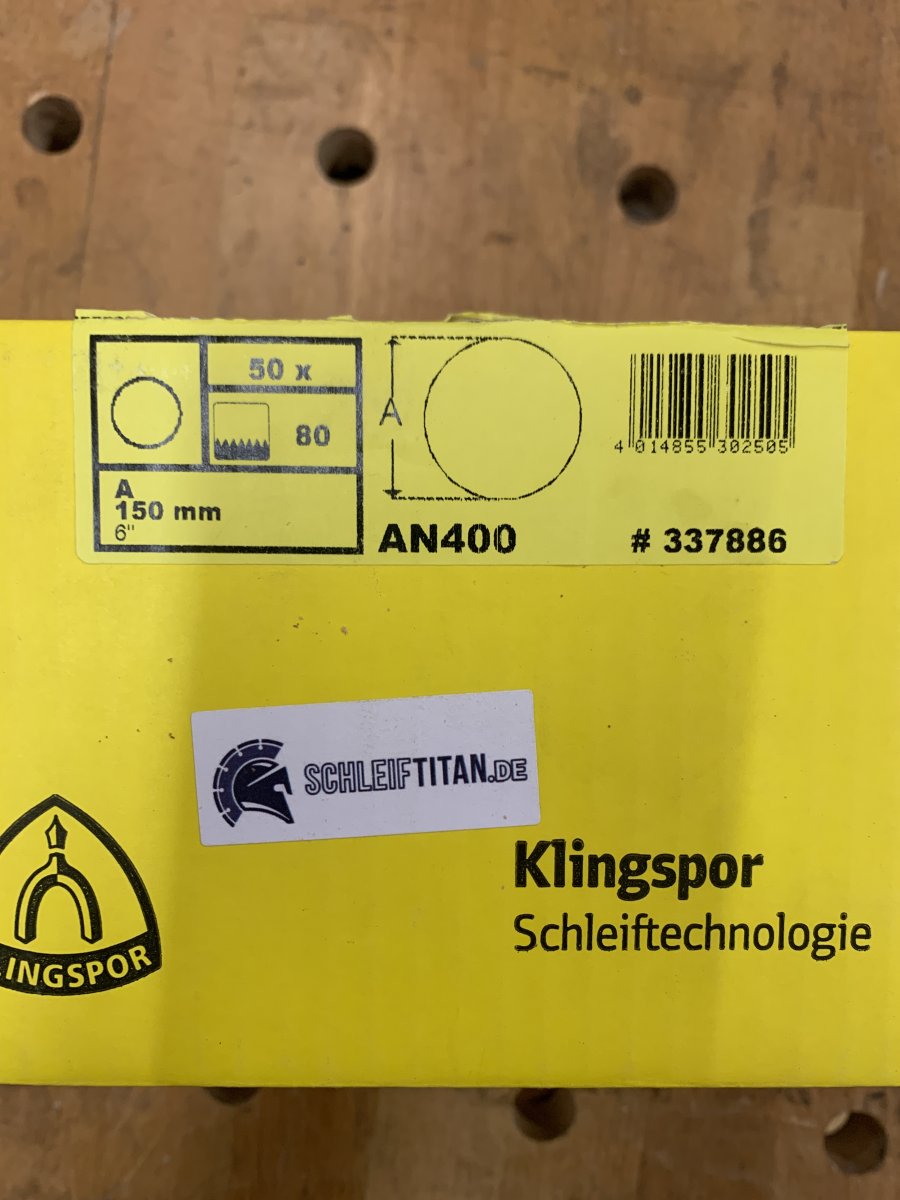 50 x
80
A
150 mm
6"
A
AN400
4 014855 302505
# 337886
SCHLEIFTITAN.DE
Klingspor
Schleiftechnologie
LINGSPOR